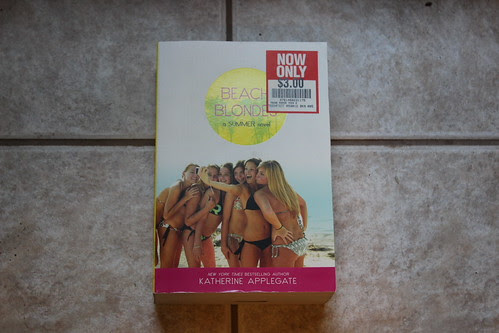 NOW
ONLY
$3.00
BEACH
BLONDES
a SUMMER novel
NEW YORK TIMES BESTSELLING AUTHOR
KATHERINE APPLEGATE